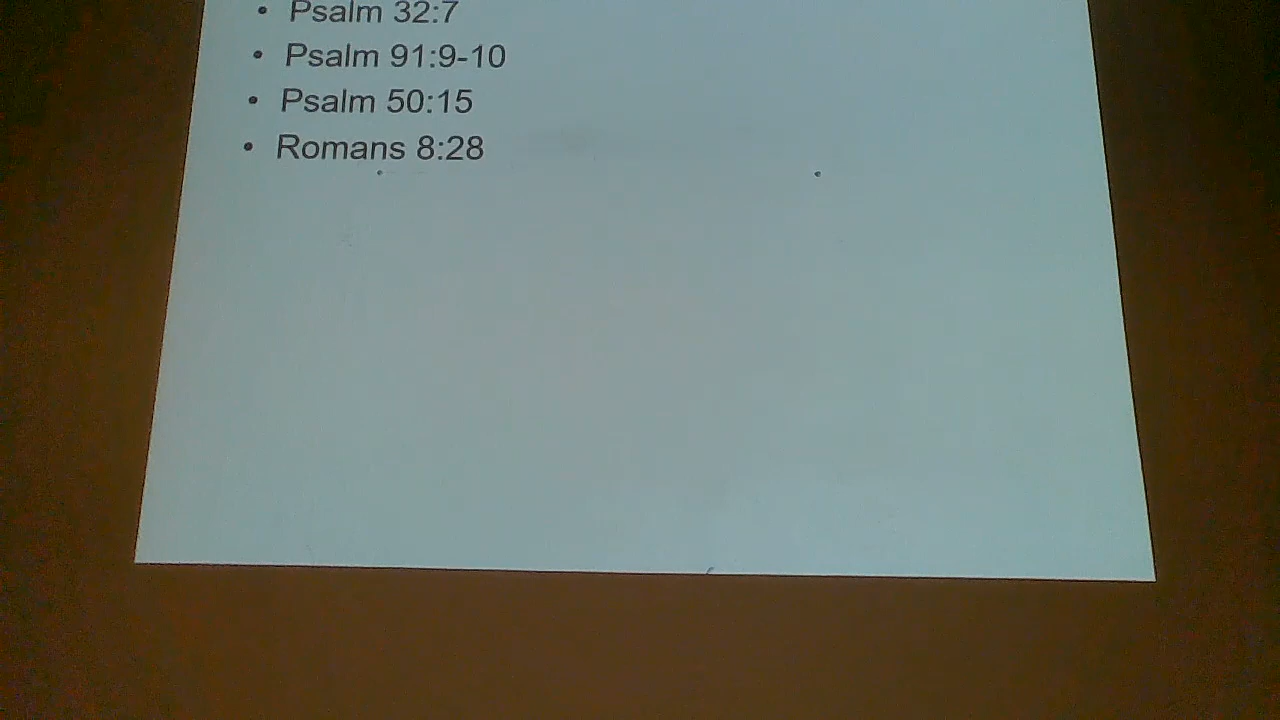 • Psalm 32:7
• Psalm 91:9-10
• Psalm 50:15
• Romans 8:28